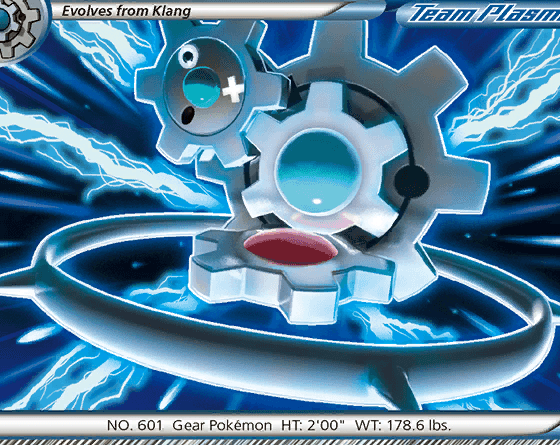 Evolves from Klang
Team Plasm
NO. 601 Gear Pokémon HT: 2'00" WT: 178.6 lbs.